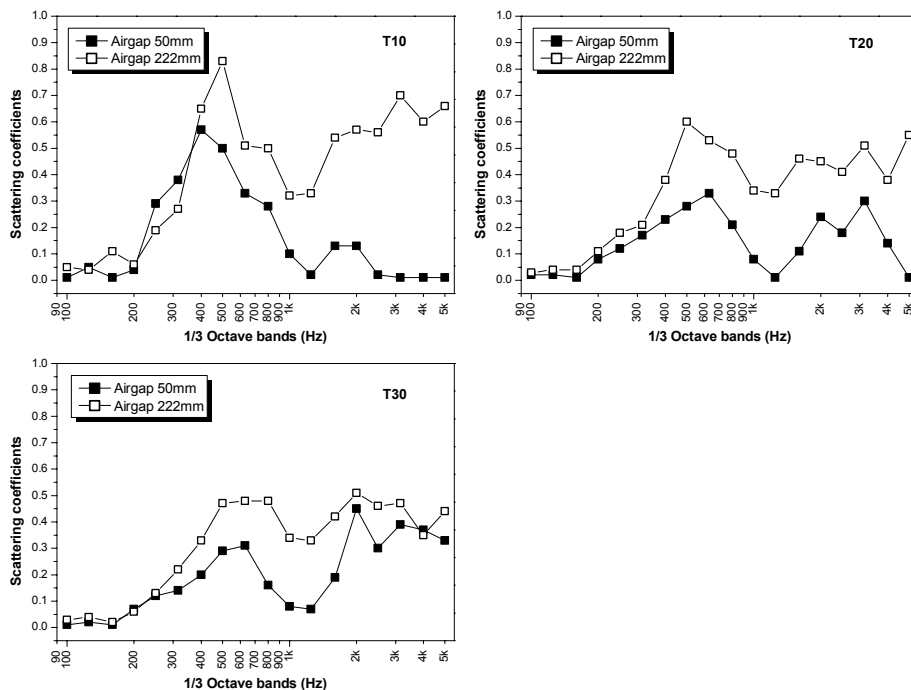 1.0
0.9
0.8
0.7
0.6
0.5
0.4
0.3
0.2
0.1
0.0
Scattering coefficients
Airgap 50mm
Airgap 222mm
T10
90
100
200
300
400
500
600
700
800
900
1k
2k
3k
4k
5k
1/3 Octave bands (Hz)
1.0
0.9
0.8
0.7
0.6
0.5
0.4
0.3
0.2
0.1
0.0
Scattering coefficients
Airgap 50mm
Airgap 222mm
T20
90
100
200
300
400
500
600
700
800
900
1k
2k
3k
4k
5k
1/3 Octave bands (Hz)
1.0
0.9
0.8
0.7
0.6
0.5
0.4
0.3
0.2
0.1
0.0
Scattering coefficients
Airgap 50mm
Airgap 222mm
T30
90
100
200
300
400
500
600
700
800
900
1k
2k
3k
4k
5k
1/3 Octave bands (Hz)